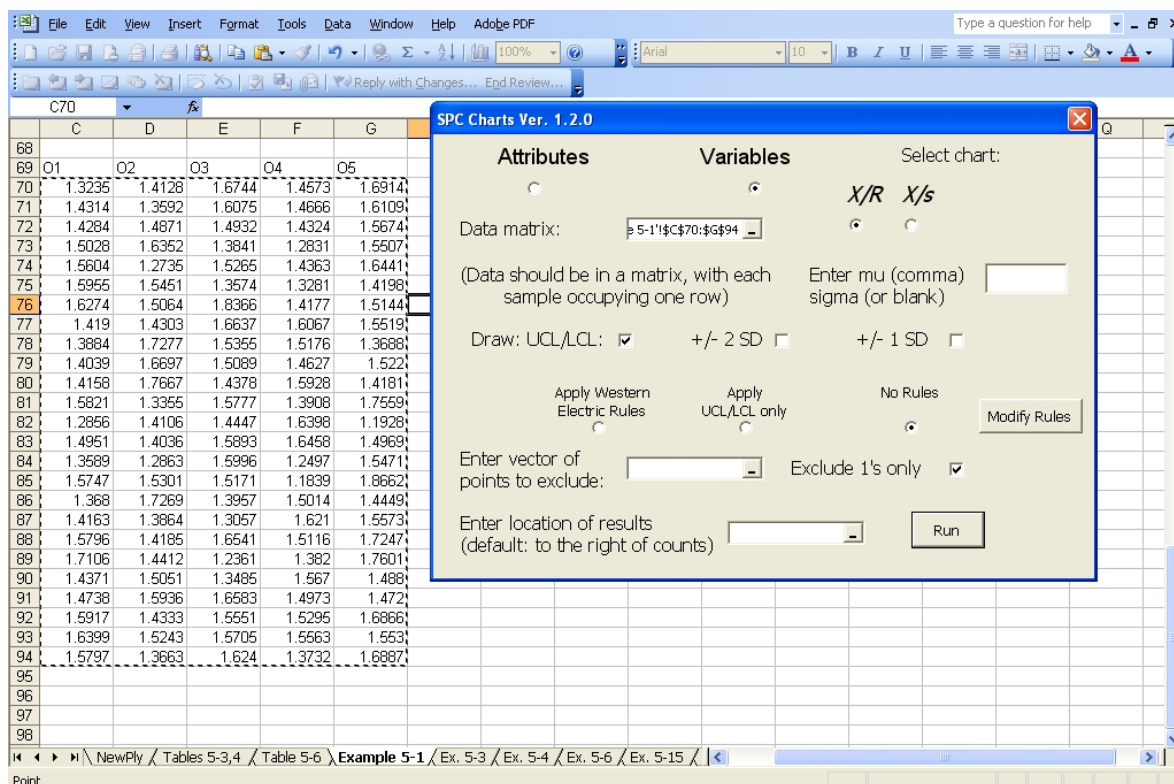 File Edit View Insert Format Tools Data Window Help Adobe PDF Type a question for help
100% Arial 10 B I U A
Reply with Changes... End Review...
C70 fx
SPC Charts Ver. 1.2.0
Attributes Variables Select chart:
X/R X/s
Data matrix: e 5-1'!$C$70:$G$94
(Data should be in a matrix, with each
sample occupying one row)
Enter mu (comma)
sigma (or blank)
Draw: UCL/LCL: +/- 2 SD +/- 1 SD
Apply Western
Electric Rules
Apply
UCL/LCL only
No Rules
Modify Rules
Enter vector of
points to exclude:
Exclude 1's only
Enter location of results
(default: to the right of counts)
Run
C D E F G Q
68
69 O1 O2 O3 O4 O5
70 1.3235 1.4128 1.6744 1.4573 1.6914
71 1.4314 1.3592 1.6075 1.4666 1.6109
72 1.4284 1.4871 1.4932 1.4324 1.5674
73 1.5028 1.6352 1.3841 1.2831 1.5507
74 1.5604 1.2735 1.5265 1.4363 1.6441
75 1.5955 1.5451 1.3574 1.3281 1.4198
76 1.6274 1.5064 1.8366 1.4177 1.5144
77 1.419 1.4303 1.6637 1.6067 1.5519
78 1.3884 1.7277 1.5355 1.5176 1.3688
79 1.4039 1.6697 1.5089 1.4627 1.522
80 1.4158 1.7667 1.4378 1.5928 1.4181
81 1.5821 1.3355 1.5777 1.3908 1.7559
82 1.2856 1.4106 1.4447 1.6398 1.1928
83 1.4951 1.4036 1.5893 1.6458 1.4969
84 1.3589 1.2863 1.5996 1.2497 1.5471
85 1.5747 1.5301 1.5171 1.1839 1.8662
86 1.368 1.7269 1.3957 1.5014 1.4449
87 1.4163 1.3864 1.3057 1.621 1.5573
88 1.5796 1.4185 1.6541 1.5116 1.7247
89 1.7106 1.4412 1.2361 1.382 1.7601
90 1.4371 1.5051 1.3485 1.567 1.488
91 1.4738 1.5936 1.6583 1.4973 1.472
92 1.5917 1.4333 1.5551 1.5295 1.6866
93 1.6399 1.5243 1.5705 1.5563 1.553
94 1.5797 1.3663 1.624 1.3732 1.6887
95
96
97
98
NewPly / Tables 5-3,4 / Table 5-6 \ Example 5-1 / Ex. 5-3 / Ex. 5-4 / Ex. 5-6 / Ex. 5-15 /
Point